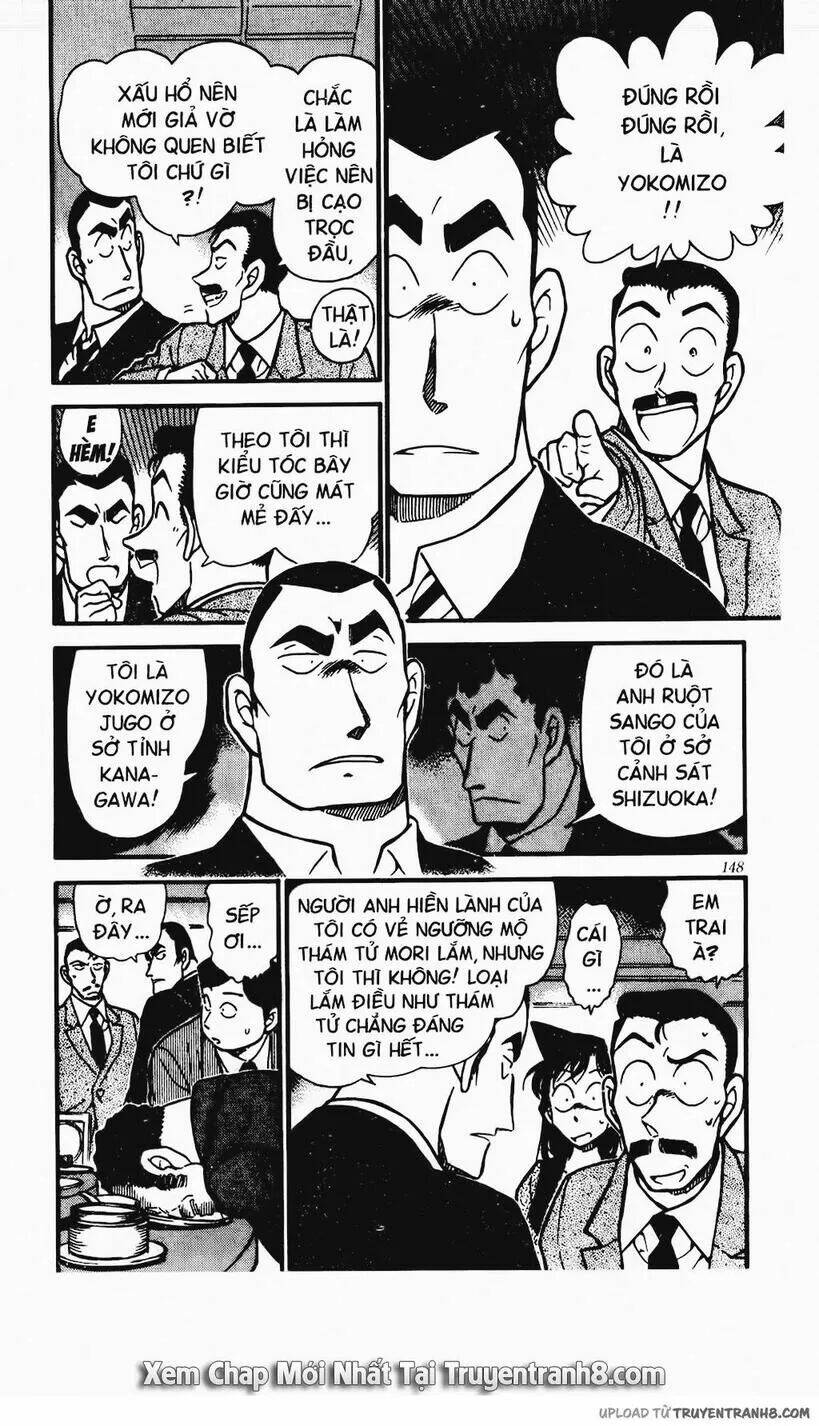 ĐÚNG RỒI
ĐÚNG RỒI,
LÀ
YOKOMIZO
!!
CHẮC
LÀ LÀM
HỎNG
VIỆC NÊN
BỊ CẠO
TRỌC
ĐẦU,
XẤU HỔ NÊN
MỚI GIẢ VỜ
KHÔNG QUEN BIẾT
TÔI CHỨ GÌ
?!
THẬT
LÀ!
THEO TÔI THÌ
KIỂU TÓC BÂY
GIỜ CŨNG MÁT
MẺ ĐẤY...
E
HÈM!
ĐÓ LÀ
ANH RUỘT
SANGO CỦA
TÔI Ở SỞ
CẢNH SÁT
SHIZUOKA!
TÔI LÀ
YOKOMIZO
JUGO Ở
SỞ TỈNH
KANA-
GAWA!
148
EM
TRAI
À?
CÁI
GÌ
...
NGƯỜI ANH HIỀN LÀNH CỦA
TÔI CÓ VẺ NGƯỠNG MỘ
THÁM TỬ MORI LẮM, NHƯNG
TÔI THÌ KHÔNG! LOẠI
LẮM ĐIỀU NHƯ THÁM
TỬ CHẲNG ĐÁNG
TIN GÌ HẾT...
SẾP
ƠI...
Ờ, RA
ĐÂY...
Xem Chap Mới Nhất Tại Truyentranh8.com
UPLOAD TỪ TRUYENTRANH8.COM